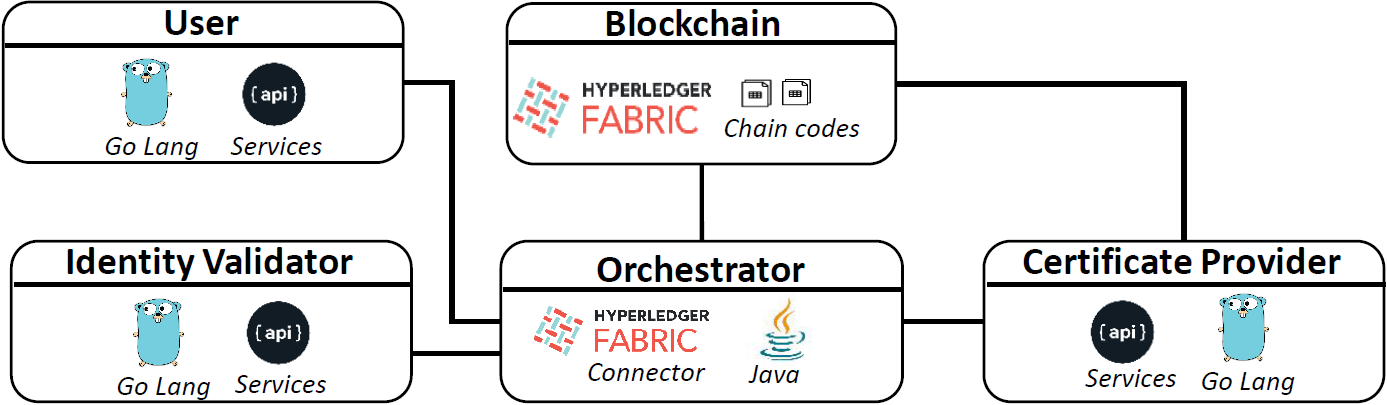 User
Go Lang
{api}
Services
Blockchain
HYPERLEDGER
FABRIC
Chain codes
Identity Validator
Go Lang
{api}
Services
Orchestrator
HYPERLEDGER
FABRIC
Connector
Java
Certificate Provider
{api}
Services
Go Lang